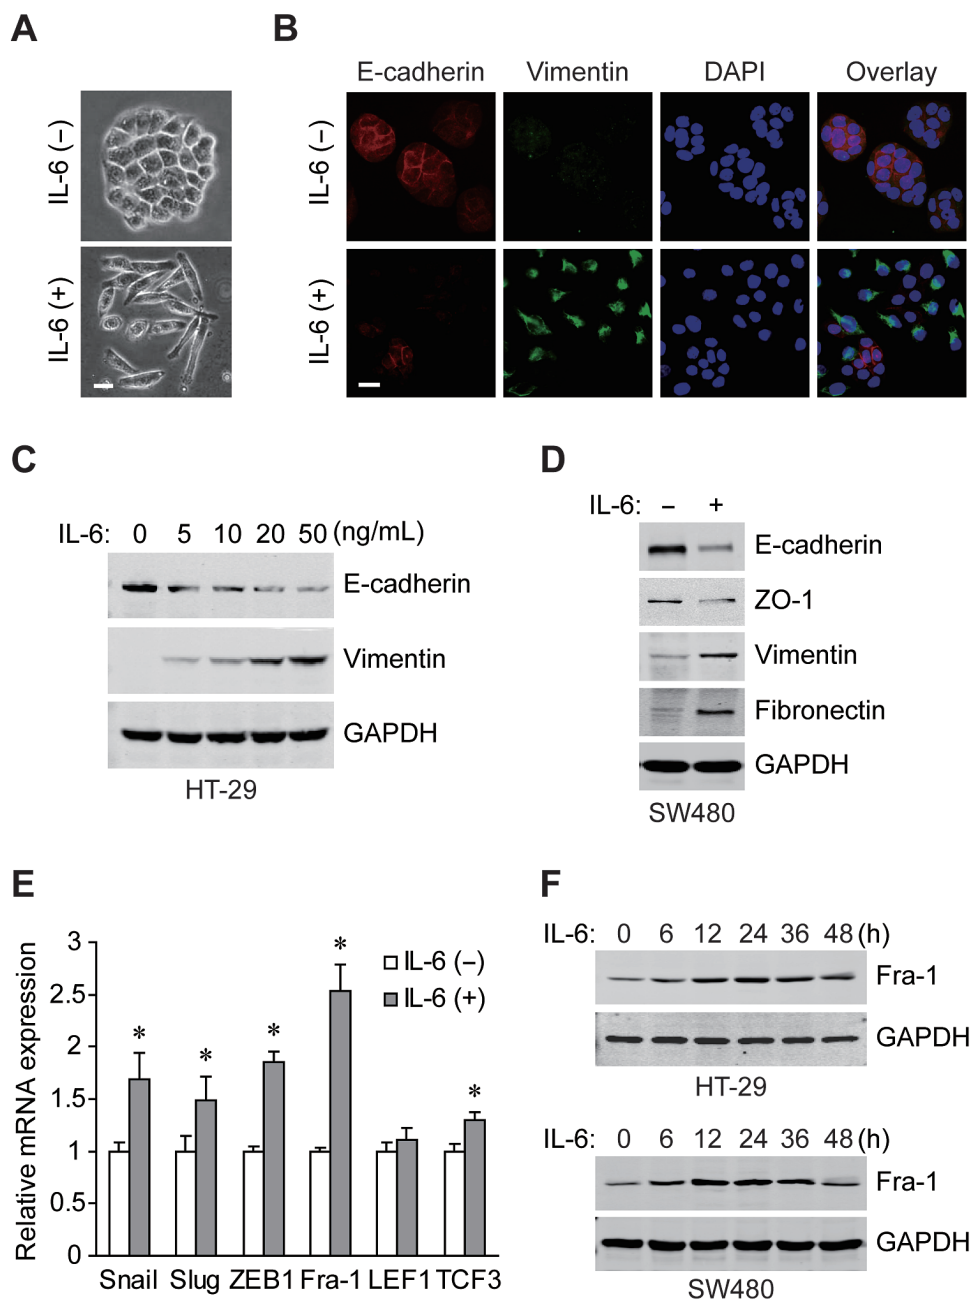 A
B
E-cadherin Vimentin DAPI Overlay
IL-6 (−)
IL-6 (+)
IL-6 (−)
IL-6 (+)
C
IL-6: 0 5 10 20 50 (ng/mL)
E-cadherin
Vimentin
GAPDH
HT-29
D
IL-6: − +
E-cadherin
ZO-1
Vimentin
Fibronectin
GAPDH
SW480
E
Relative mRNA expression
3
2.5
2
1.5
1
0.5
0
* * * * *
IL-6 (−)
IL-6 (+)
Snail Slug ZEB1 Fra-1 LEF1 TCF3
F
IL-6: 0 6 12 24 36 48 (h)
Fra-1
GAPDH
HT-29
IL-6: 0 6 12 24 36 48 (h)
Fra-1
GAPDH
SW480